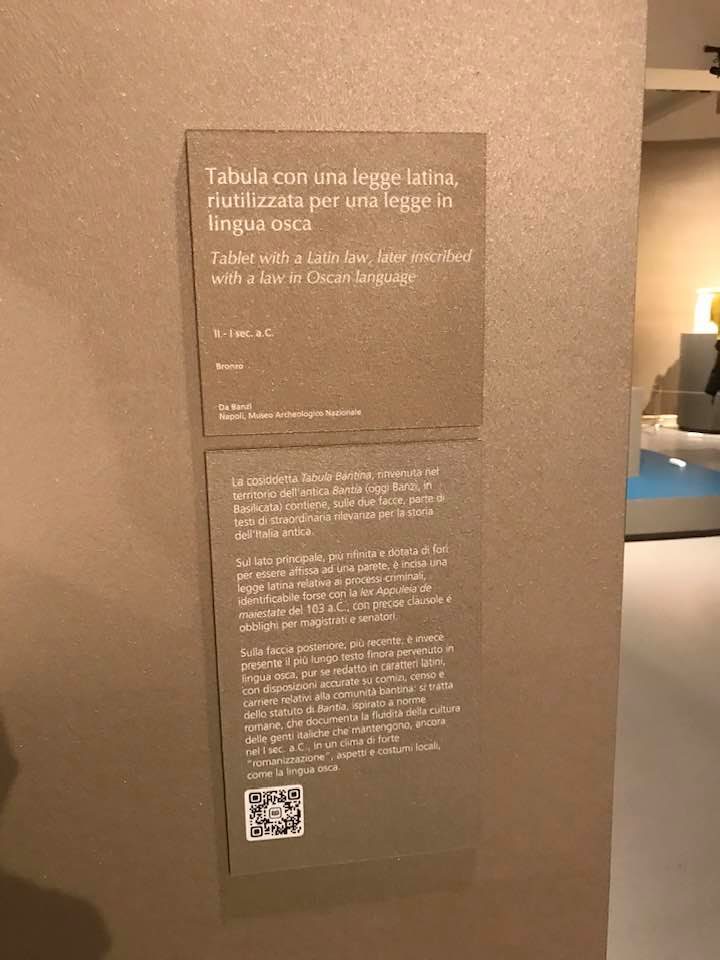 Tabula con una legge latina,
riutilizzata per una legge in
lingua osca
Tablet with a Latin law, later inscribed
with a law in Oscan language
II - I sec. a.C.
Bronzo
Da Banzi
Napoli, Museo Archeologico Nazionale
La cosiddetta Tabula Bantina, rinvenuta nel
territorio dell'antica Bantia (oggi Banzi, in
Basilicata) contiene, sulle due facce, parte di
testi di straordinaria rilevanza per la storia
dell'Italia antica.
Sul lato principale, più rifinita e dotata di fori
per essere affissa ad una parete, è incisa una
legge latina relativa ai processi criminali,
identificabile forse con la lex Appuleia de
maiestate del 103 a.C., con precise clausole e
obblighi per magistrati e senatori.
Sulla faccia posteriore, più recente, è invece
presente il più lungo testo finora pervenuto in
lingua osca, pur se redatto in caratteri latini,
con disposizioni accurate su comizi, censo e
carriere relativi alla comunità bantina: si tratta
dello statuto di Bantia, ispirato a norme
romane, che documenta la fluidità della cultura
delle genti italiche che mantengono, ancora
nel I sec. a.C., in un clima di forte
"romanizzazione", aspetti e costumi locali,
come la lingua osca.